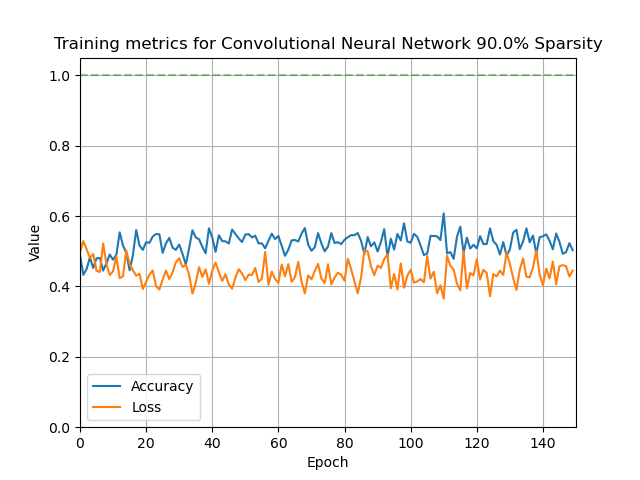 Training metrics for Convolutional Neural Network 90.0% Sparsity
1.0
0.8
0.6
0.4
0.2
0.0
Value
Accuracy
Loss
0 20 40 60 80 100 120 140
Epoch